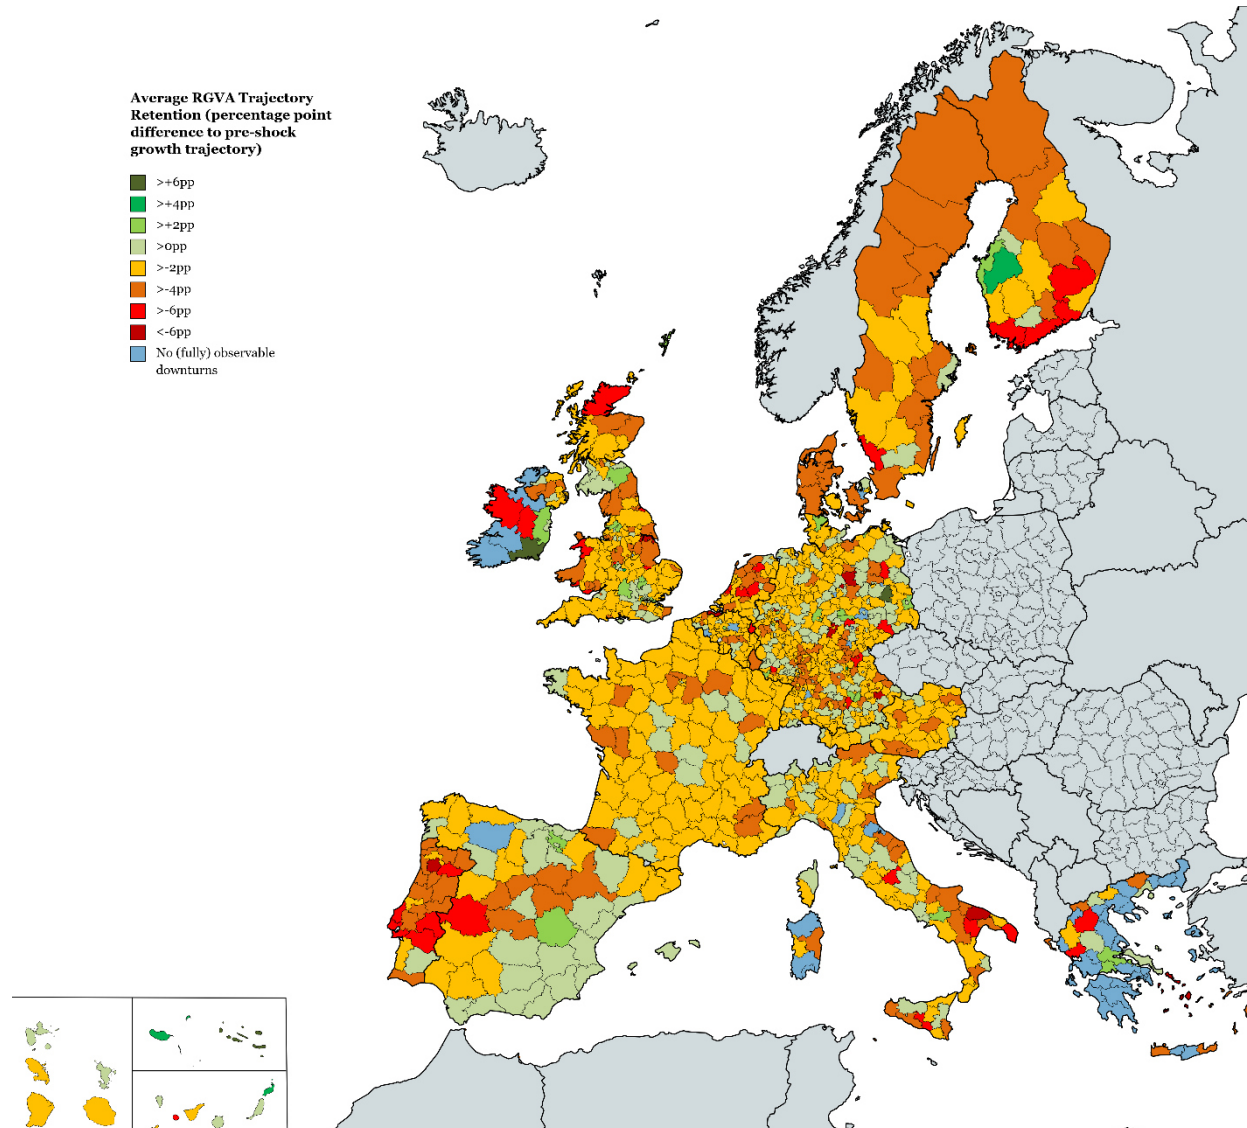 Average RGVA Trajectory
Retention (percentage point
difference to pre-shock
growth trajectory)
>+6pp
>+4pp
>+2pp
>0pp
>-2pp
>-4pp
>-6pp
<-6pp
No (fully) observable
downturns